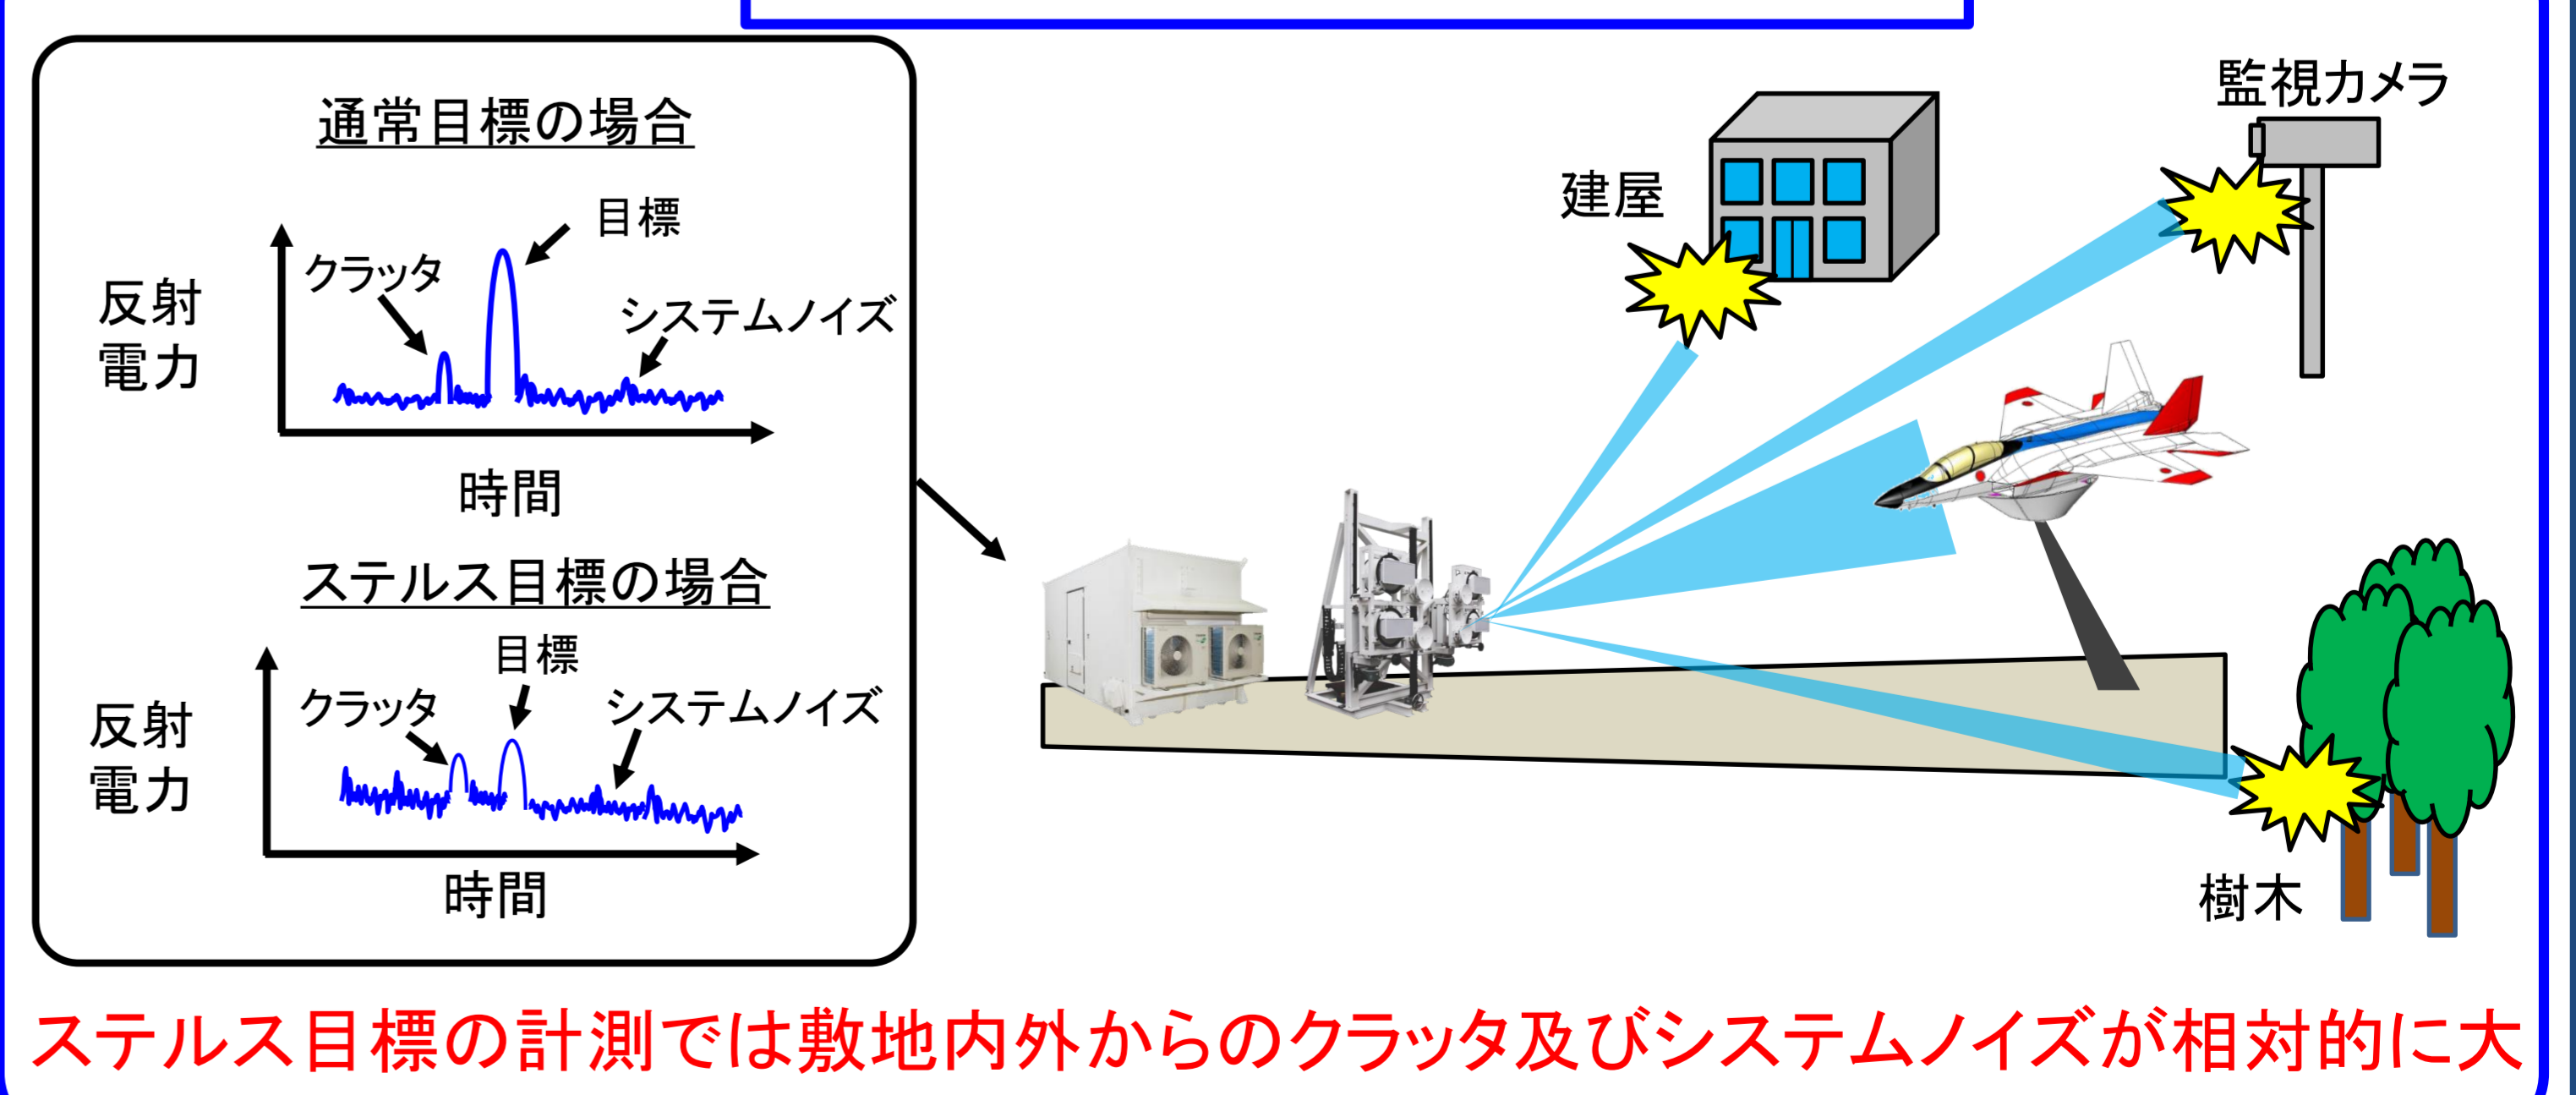 通常目標の場合
目標
クラッタ
システムノイズ
反射
電力
時間
ステルス目標の場合
目標
クラッタ
システムノイズ
反射
電力
時間
建屋
監視カメラ
樹木
ステルス目標の計測では敷地内外からのクラッタ及びシステムノイズが相対的に大